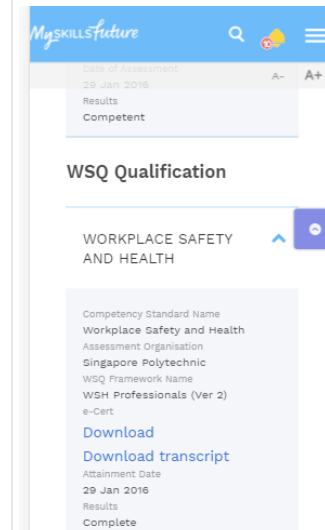 MySKILLSfuture
10
Date of Assessment
A- A+
29 Jan 2016
Results
Competent
WSQ Qualification
WORKPLACE SAFETY
AND HEALTH
Competency Standard Name
Workplace Safety and Health
Assessment Organisation
Singapore Polytechnic
WSQ Framework Name
WSH Professionals (Ver 2)
e-Cert
Download
Download transcript
Attainment Date
29 Jan 2016
Results
Complete